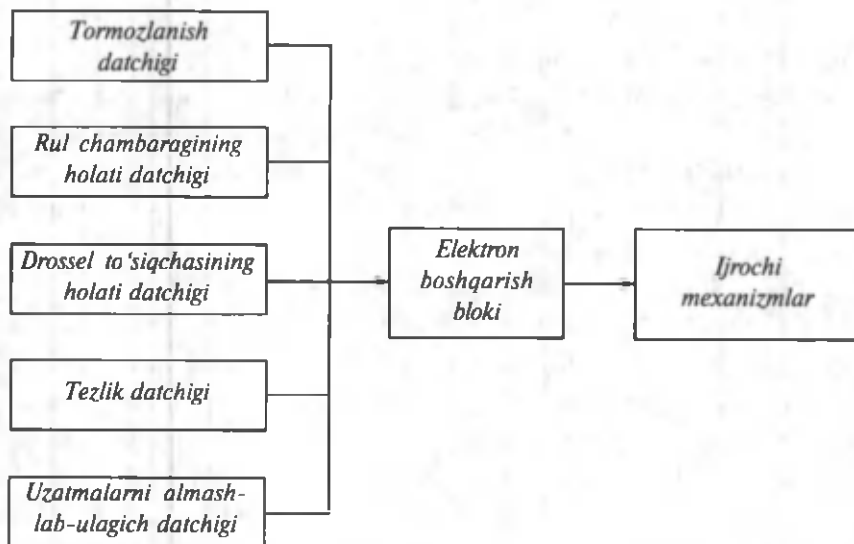 Tormozlanish
datchigi
Rul chambaragining
holati datchigi
Drossel to'siqchasining
holati datchigi
Tezlik datchigi
Uzatmalarni almash-
lab-ulagich datchigi
Elektron
boshqarish
bloki
Ijrochi
mexanizmlar